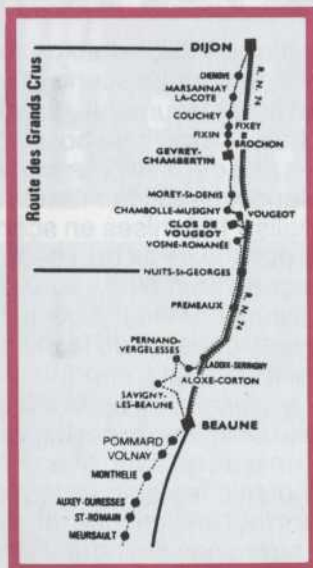 Route des Grands Crus
DIJON
R. N. 74
CHENOVE
MARSANNAY
LA-COTE
COUCHEY
FIXEY
FIXIN
BROCHON
GEVREY-
CHAMBERTIN
MOREY-St-DENIS
CHAMBOLLE-MUSIGNY
VOUGEOT
CLOS DE
VOUGEOT
VOSNE-ROMANÉE
NUITS-St-GEORGES
R. N. 74
PREMEAUX
PERNAND-
VERGELESSES
LADOIX-SERRIGNY
ALOXE-CORTON
SAVIGNY-
LES-BEAUNE
BEAUNE
POMMARD
VOLNAY
MONTHELIE
AUXEY-DURESSES
ST-ROMAIN
MEURSAULT